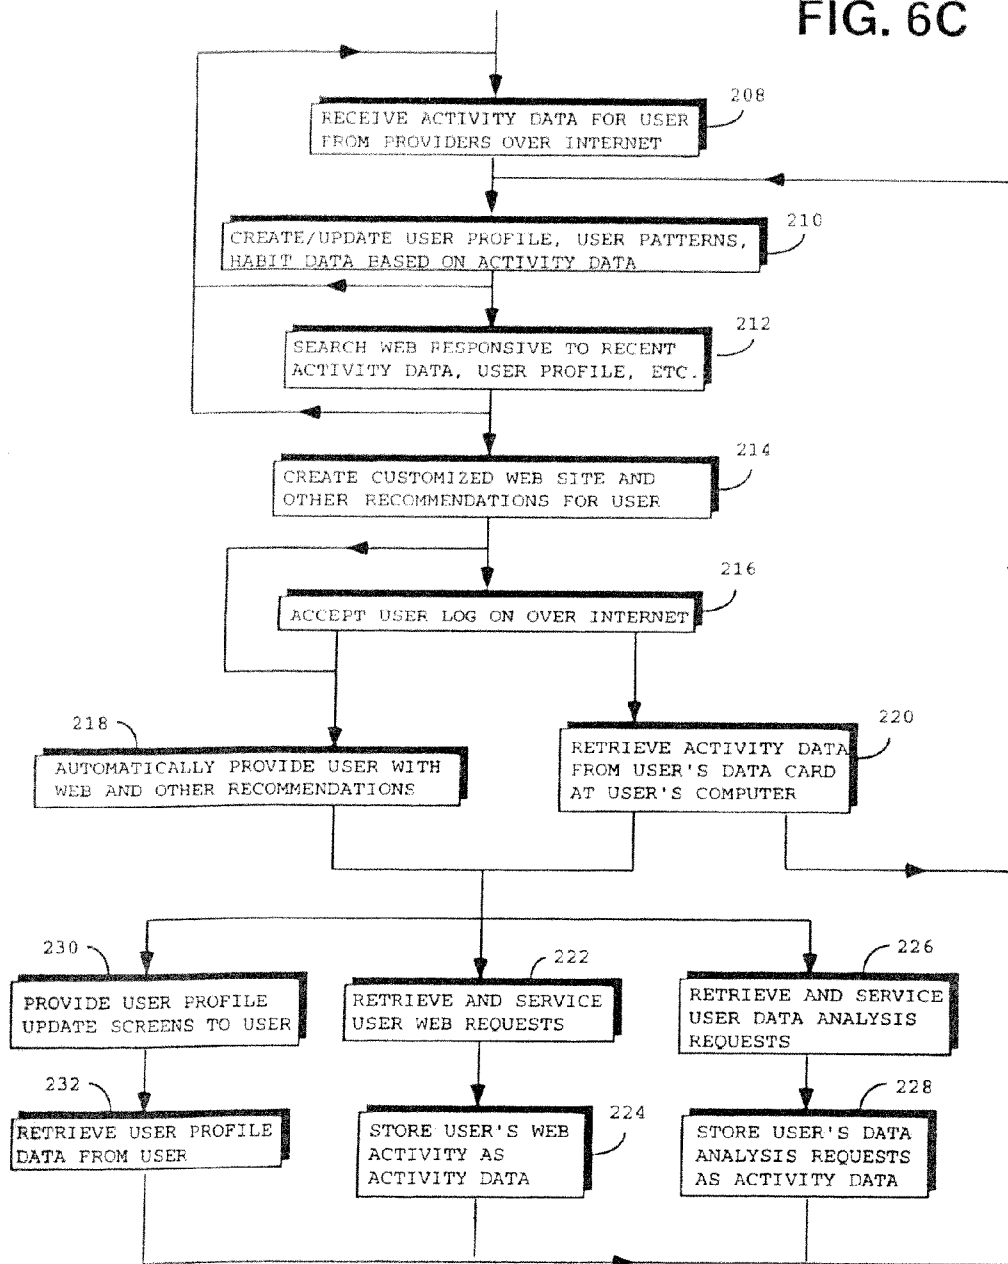 FIG. 6C
208
RECEIVE ACTIVITY DATA FOR USER
FROM PROVIDERS OVER INTERNET
210
CREATE/UPDATE USER PROFILE, USER PATTERNS,
HABIT DATA BASED ON ACTIVITY DATA
212
SEARCH WEB RESPONSIVE TO RECENT
ACTIVITY DATA, USER PROFILE, ETC.
214
CREATE CUSTOMIZED WEB SITE AND
OTHER RECOMMENDATIONS FOR USER
216
ACCEPT USER LOG ON OVER INTERNET
218
AUTOMATICALLY PROVIDE USER WITH
WEB AND OTHER RECOMMENDATIONS
220
RETRIEVE ACTIVITY DATA
FROM USER'S DATA CARD
AT USER'S COMPUTER
230
PROVIDE USER PROFILE
UPDATE SCREENS TO USER
222
RETRIEVE AND SERVICE
USER WEB REQUESTS
226
RETRIEVE AND SERVICE
USER DATA ANALYSIS
REQUESTS
232
RETRIEVE USER PROFILE
DATA FROM USER
224
STORE USER'S WEB
ACTIVITY AS
ACTIVITY DATA
228
STORE USER'S DATA
ANALYSIS REQUESTS
AS ACTIVITY DATA